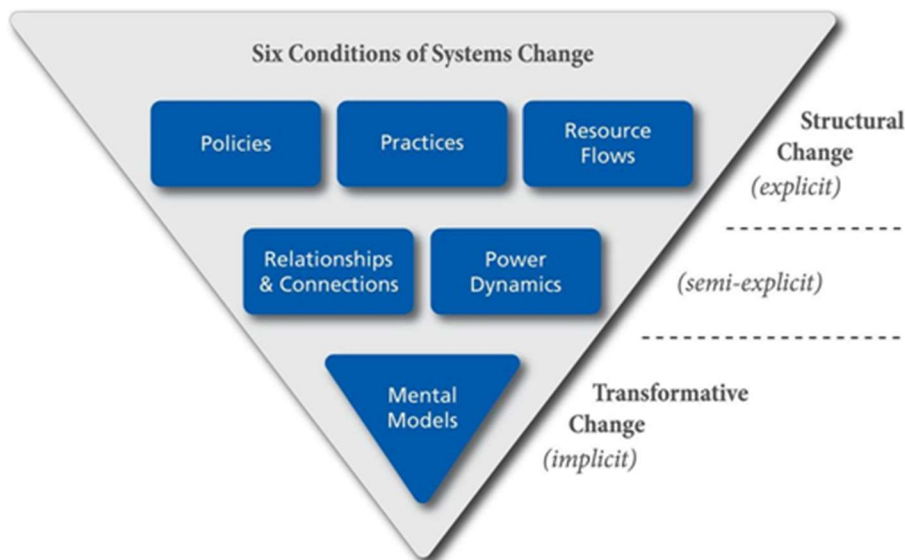 Six Conditions of Systems Change
Policies
Practices
Resource
Flows
Structural
Change
(explicit)
Relationships
& Connections
Power
Dynamics
(semi-explicit)
Mental
Models
Transformative
Change
(implicit)